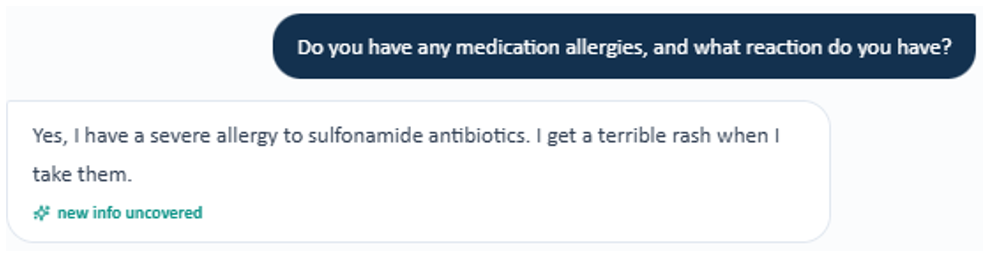 Do you have any medication allergies, and what reaction do you have?
Yes, I have a severe allergy to sulfonamide antibiotics. I get a terrible rash when I
take them.
new info uncovered